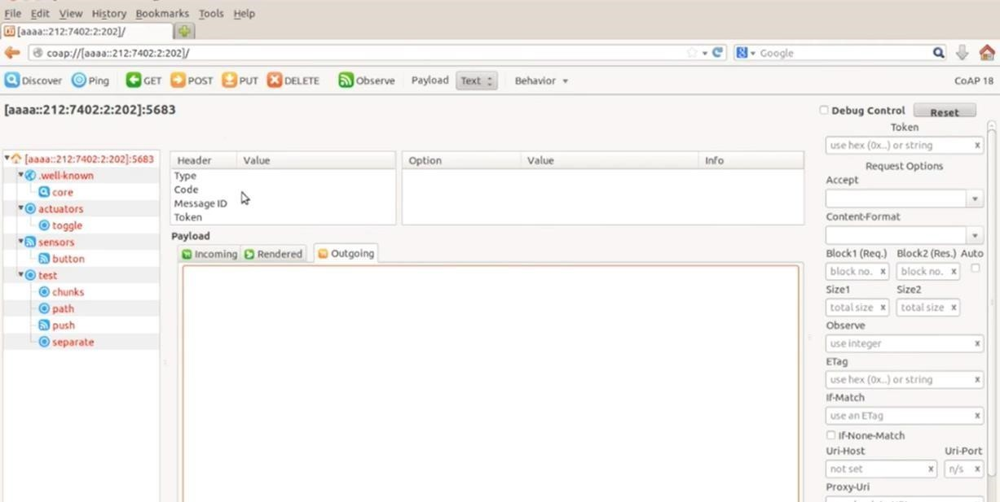 File Edit View History Bookmarks Tools Help
[aaaa::212:7402:2:202]/
coap://[aaaa::212:7402:2:202]/ Google
Discover Ping GET POST PUT DELETE Observe Payload Text Behavior CoAP 18
[aaaa::212:7402:2:202]:5683
Debug Control Reset
Token
use hex (0x..) or string x
Request Options
Accept
Content-Format
Block1 (Req.) Block2 (Res.) Auto
block no. x block no. x
Size1 Size2
total size x total size x
Observe
use integer x
ETag
use hex (0x..) or string x
If-Match
use an ETag x
If-None-Match
Uri-Host Uri-Port
not set x n/s x
Proxy-Uri
[aaaa::212:7402:2:202]:5683
.well-known
core
actuators
toggle
sensors
button
test
chunks
path
push
separate
Header Value
Type
Code
Message ID
Token
Option Value Info
Payload
Incoming Rendered Outgoing